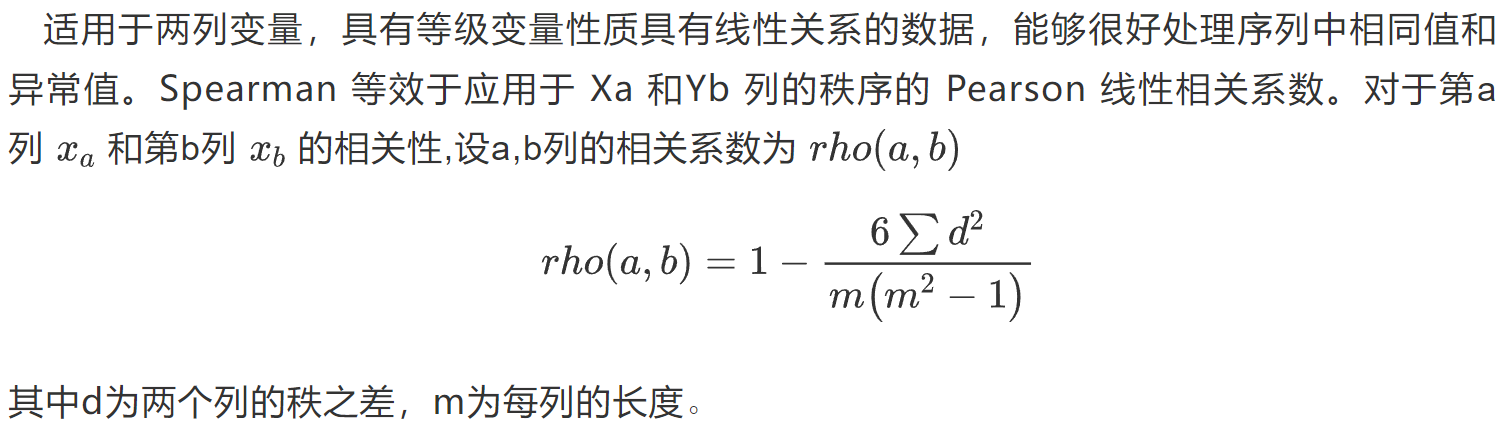 适用于两列变量，具有等级变量性质具有线性关系的数据，能够很好处理序列中相同值和
异常值。Spearman 等效于应用于 Xa 和Yb 列的秩序的 Pearson 线性相关系数。对于第a
列 x_a 和第b列 x_b 的相关性,设a,b列的相关系数为 rho(a, b)
rho(a, b) = 1 − \frac{6 ∑ d^2}{m(m^2 − 1)}
其中d为两个列的秩之差，m为每列的长度。